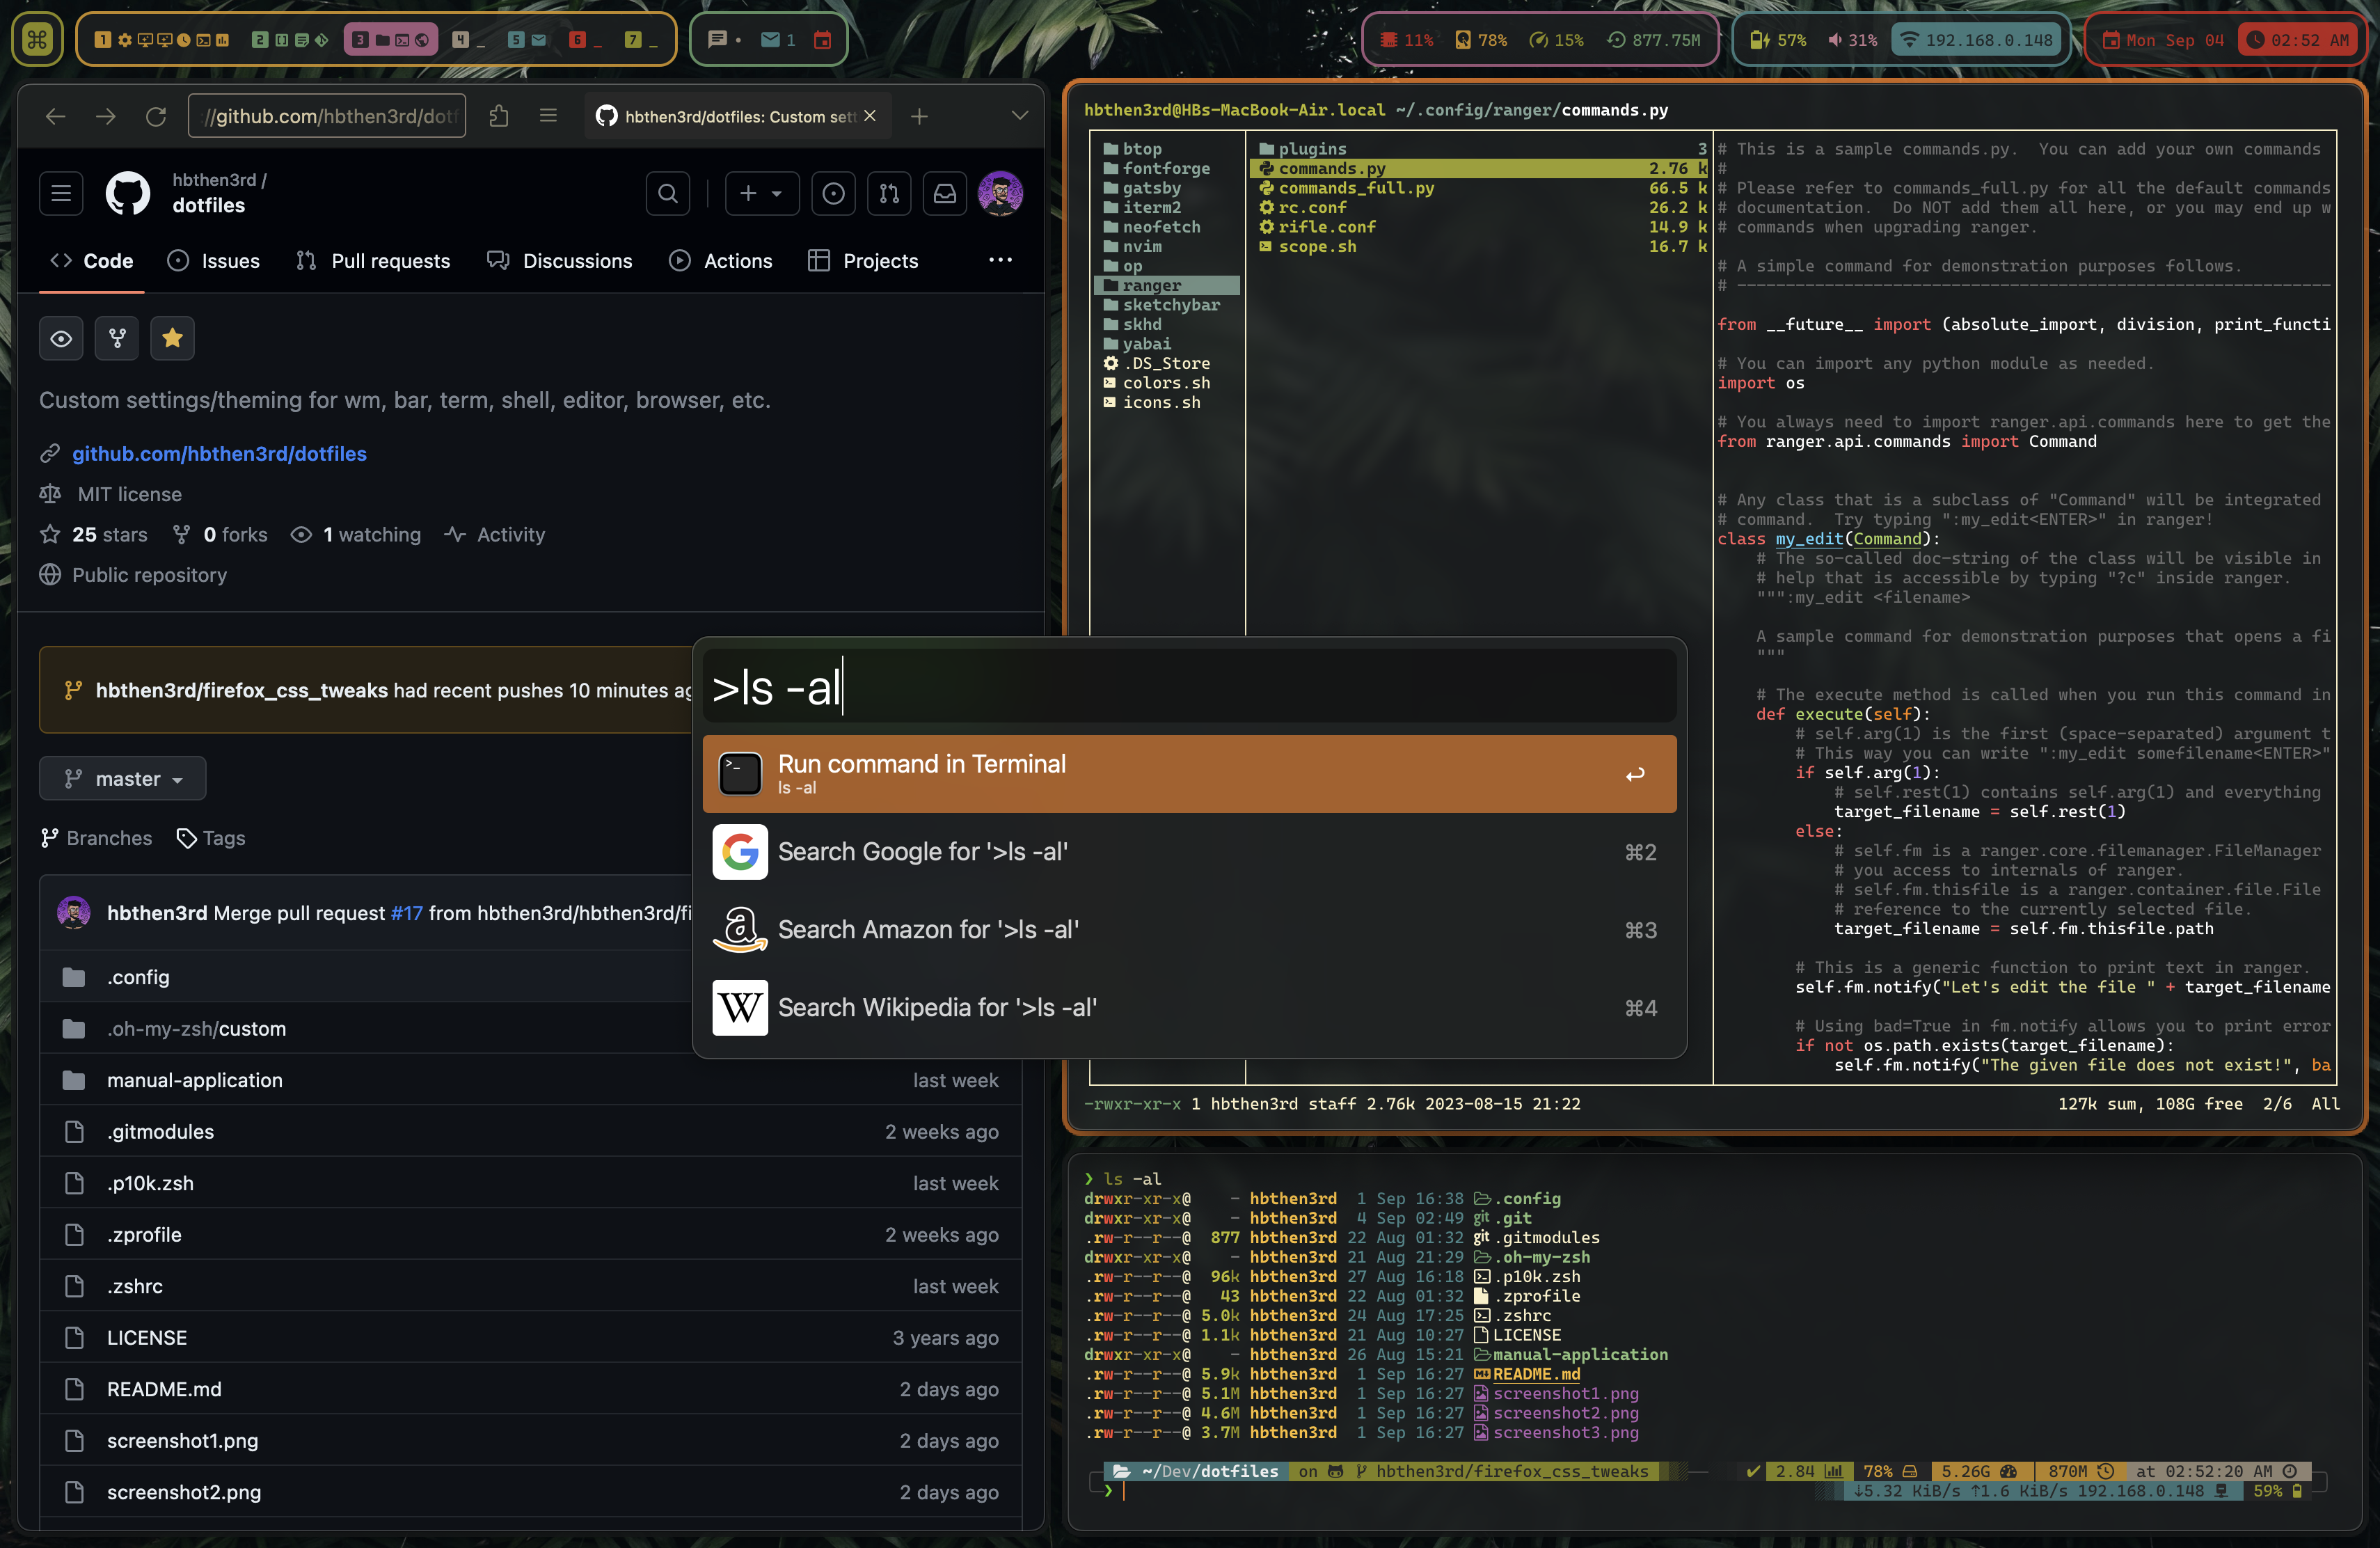 1 2 3 4 _ 5 6 _ 7 _
1
11% 78% 15% 877.75M
57% 31% 192.168.0.148
Mon Sep 04 02:52 AM
://github.com/hbthen3rd/dotf
hbthen3rd/dotfiles: Custom sett
hbthen3rd /
dotfiles
Code Issues Pull requests Discussions Actions Projects
Custom settings/theming for wm, bar, term, shell, editor, browser, etc.
github.com/hbthen3rd/dotfiles
MIT license
25 stars 0 forks 1 watching Activity
Public repository
hbthen3rd/firefox_css_tweaks had recent pushes 10 minutes ag
master
Branches Tags
hbthen3rd Merge pull request #17 from hbthen3rd/hbthen3rd/fi
.config
.oh-my-zsh/custom
manual-application last week
.gitmodules 2 weeks ago
.p10k.zsh last week
.zprofile 2 weeks ago
.zshrc last week
LICENSE 3 years ago
README.md 2 days ago
screenshot1.png 2 days ago
screenshot2.png 2 days ago
>ls -al
Run command in Terminal
ls -al
Search Google for '>ls -al' ⌘2
Search Amazon for '>ls -al' ⌘3
Search Wikipedia for '>ls -al' ⌘4
hbthen3rd@HBs-MacBook-Air.local ~/.config/ranger/commands.py
btop
fontforge
gatsby
iterm2
neofetch
nvim
op
ranger
sketchybar
skhd
yabai
.DS_Store
colors.sh
icons.sh
plugins 3
commands.py 2.76 k
commands_full.py 66.5 k
rc.conf 26.2 k
rifle.conf 14.9 k
scope.sh 16.7 k
# This is a sample commands.py.  You can add your own commands
#
# Please refer to commands_full.py for all the default commands
# documentation.  Do NOT add them all here, or you may end up w
# commands when upgrading ranger.
# A simple command for demonstration purposes follows.
# -------------------------------------------------------------
from __future__ import (absolute_import, division, print_functi
# You can import any python module as needed.
import os
# You always need to import ranger.api.commands here to get the
from ranger.api.commands import Command
# Any class that is a subclass of "Command" will be integrated
# command.  Try typing ":my_edit<ENTER>" in ranger!
class my_edit(Command):
# The so-called doc-string of the class will be visible in
# help that is accessible by typing "?c" inside ranger.
""":my_edit <filename>
A sample command for demonstration purposes that opens a fi
"""
# The execute method is called when you run this command in
def execute(self):
# self.arg(1) is the first (space-separated) argument t
# This way you can write ":my_edit somefilename<ENTER>"
if self.arg(1):
# self.rest(1) contains self.arg(1) and everything
target_filename = self.rest(1)
else:
# self.fm is a ranger.core.filemanager.FileManager
# you access to internals of ranger.
# self.fm.thisfile is a ranger.container.file.File
# reference to the currently selected file.
target_filename = self.fm.thisfile.path
# This is a generic function to print text in ranger.
self.fm.notify("Let's edit the file " + target_filename
# Using bad=True in fm.notify allows you to print error
if not os.path.exists(target_filename):
self.fm.notify("The given file does not exist!", ba
-rwxr-xr-x 1 hbthen3rd staff 2.76k 2023-08-15 21:22 127k sum, 108G free 2/6 All
❯ ls -al
drwxr-xr-x@ - hbthen3rd 1 Sep 16:38 .config
drwxr-xr-x@ - hbthen3rd 4 Sep 02:49 git .git
.rw-r--r--@ 877 hbthen3rd 22 Aug 01:32 git .gitmodules
drwxr-xr-x@ - hbthen3rd 21 Aug 21:29 .oh-my-zsh
.rw-r--r--@ 96k hbthen3rd 27 Aug 16:18 .p10k.zsh
.rw-r--r--@ 43 hbthen3rd 22 Aug 01:32 .zprofile
.rw-r--r--@ 5.0k hbthen3rd 24 Aug 17:25 .zshrc
.rw-r--r--@ 1.1k hbthen3rd 21 Aug 10:27 LICENSE
drwxr-xr-x@ - hbthen3rd 26 Aug 15:21 manual-application
.rw-r--r--@ 5.9k hbthen3rd 1 Sep 16:27 README.md
.rw-r--r--@ 5.1M hbthen3rd 1 Sep 16:27 screenshot1.png
.rw-r--r--@ 4.6M hbthen3rd 1 Sep 16:27 screenshot2.png
.rw-r--r--@ 3.7M hbthen3rd 1 Sep 16:27 screenshot3.png
~/Dev/dotfiles on hbthen3rd/firefox_css_tweaks ✔ 2.84 78% 5.26G 870M at 02:52:20 AM
❯ ↓5.32 KiB/s ↑1.6 KiB/s 192.168.0.148 59%